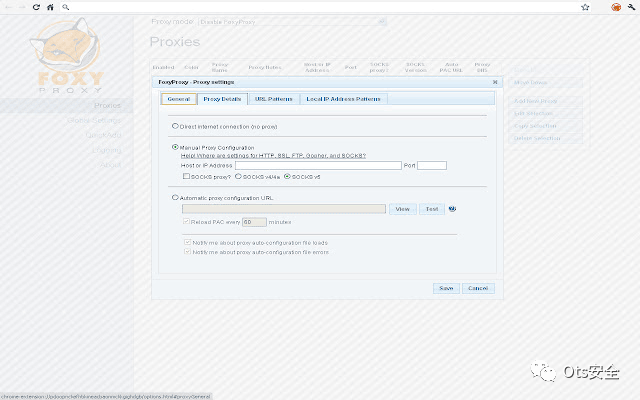 Proxy mode: Disable FoxyProxy
Proxies
FOXY
PROXY
Enabled Color Proxy Name Proxy Notes Host or IP Address Port SOCKS proxy? SOCKS Version Auto PAC URL Proxy DNS
Proxies
Global Settings
QuickAdd
Logging
About
Move Down
Add New Proxy
Edit Selection
Copy Selection
Delete Selection
FoxyProxy - Proxy settings
General Proxy Details URL Patterns Local IP Address Patterns
Direct internet connection (no proxy)
Manual Proxy Configuration
Help! Where are settings for HTTP, SSL, FTP, Gopher, and SOCKS?
Host or IP Address Port
SOCKS proxy? SOCKS v4/4a SOCKS v5
Automatic proxy configuration URL
View Test
Reload PAC every 60 minutes
Notify me about proxy auto-configuration file loads
Notify me about proxy auto-configuration file errors
Save Cancel
Ots安全